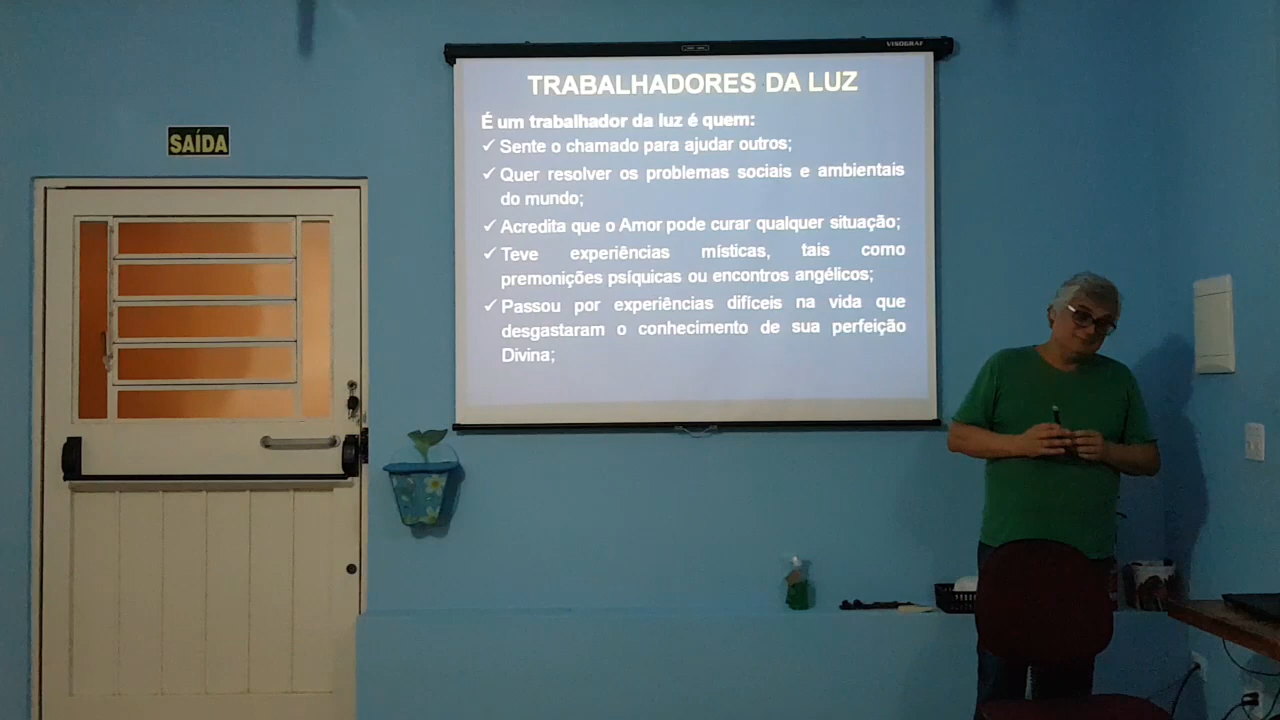 VISOGRAF
TRABALHADORES DA LUZ
É um trabalhador da luz é quem:
✓ Sente o chamado para ajudar outros;
✓ Quer resolver os problemas sociais e ambientais
do mundo;
✓ Acredita que o Amor pode curar qualquer situação;
✓ Teve experiências místicas, tais como
premonições psíquicas ou encontros angélicos;
✓ Passou por experiências difíceis na vida que
desgastaram o conhecimento de sua perfeição
Divina;
SAÍDA